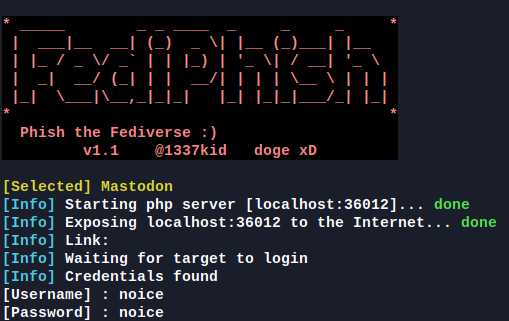 FediPhish
Phish the Fediverse :)
v1.1 @1337kid doge xD
[Selected] Mastodon
[Info] Starting php server [localhost:36012]... done
[Info] Exposing localhost:36012 to the Internet... done
[Info] Link:
[Info] Waiting for target to login
[Info] Credentials found
[Username] : noice
[Password] : noice